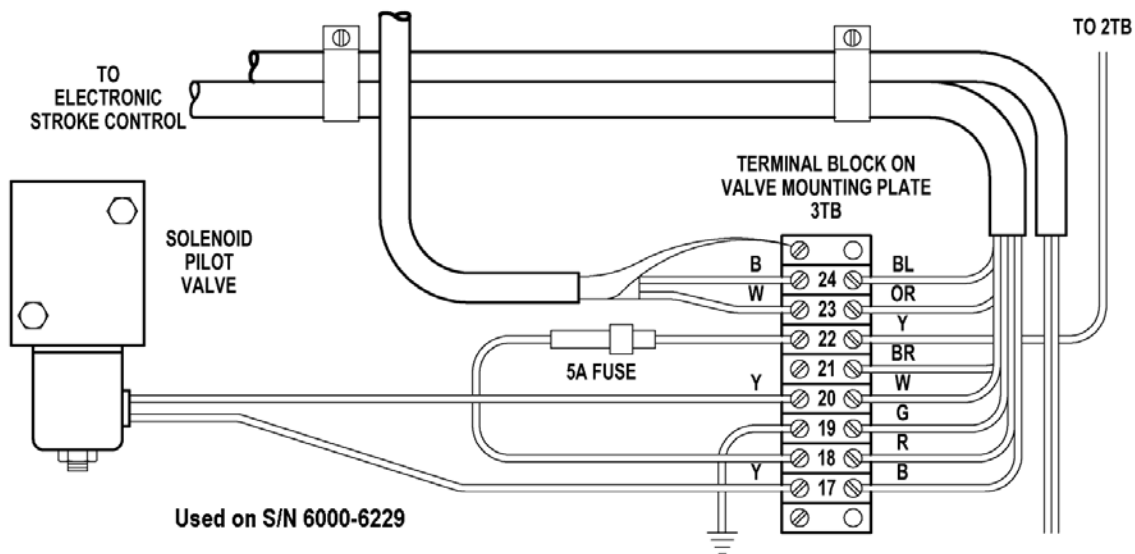 TO 2TB
TO
ELECTRONIC
STROKE CONTROL
TERMINAL BLOCK ON
VALVE MOUNTING PLATE
3TB
SOLENOID
PILOT
VALVE
B 24 BL
W 23 OR
22 Y
5A FUSE
21 BR
Y 20 W
19 G
18 R
Y 17 B
Used on S/N 6000-6229